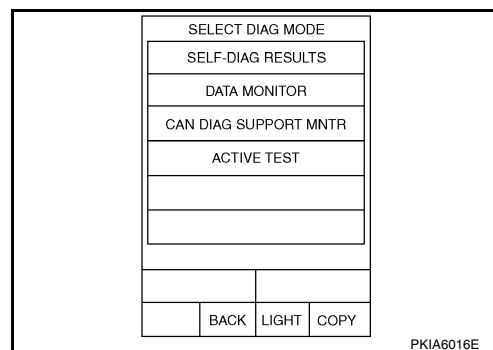 SELECT DIAG MODE
SELF-DIAG RESULTS
DATA MONITOR
CAN DIAG SUPPORT MNTR
ACTIVE TEST
BACK LIGHT COPY
PKIA6016E